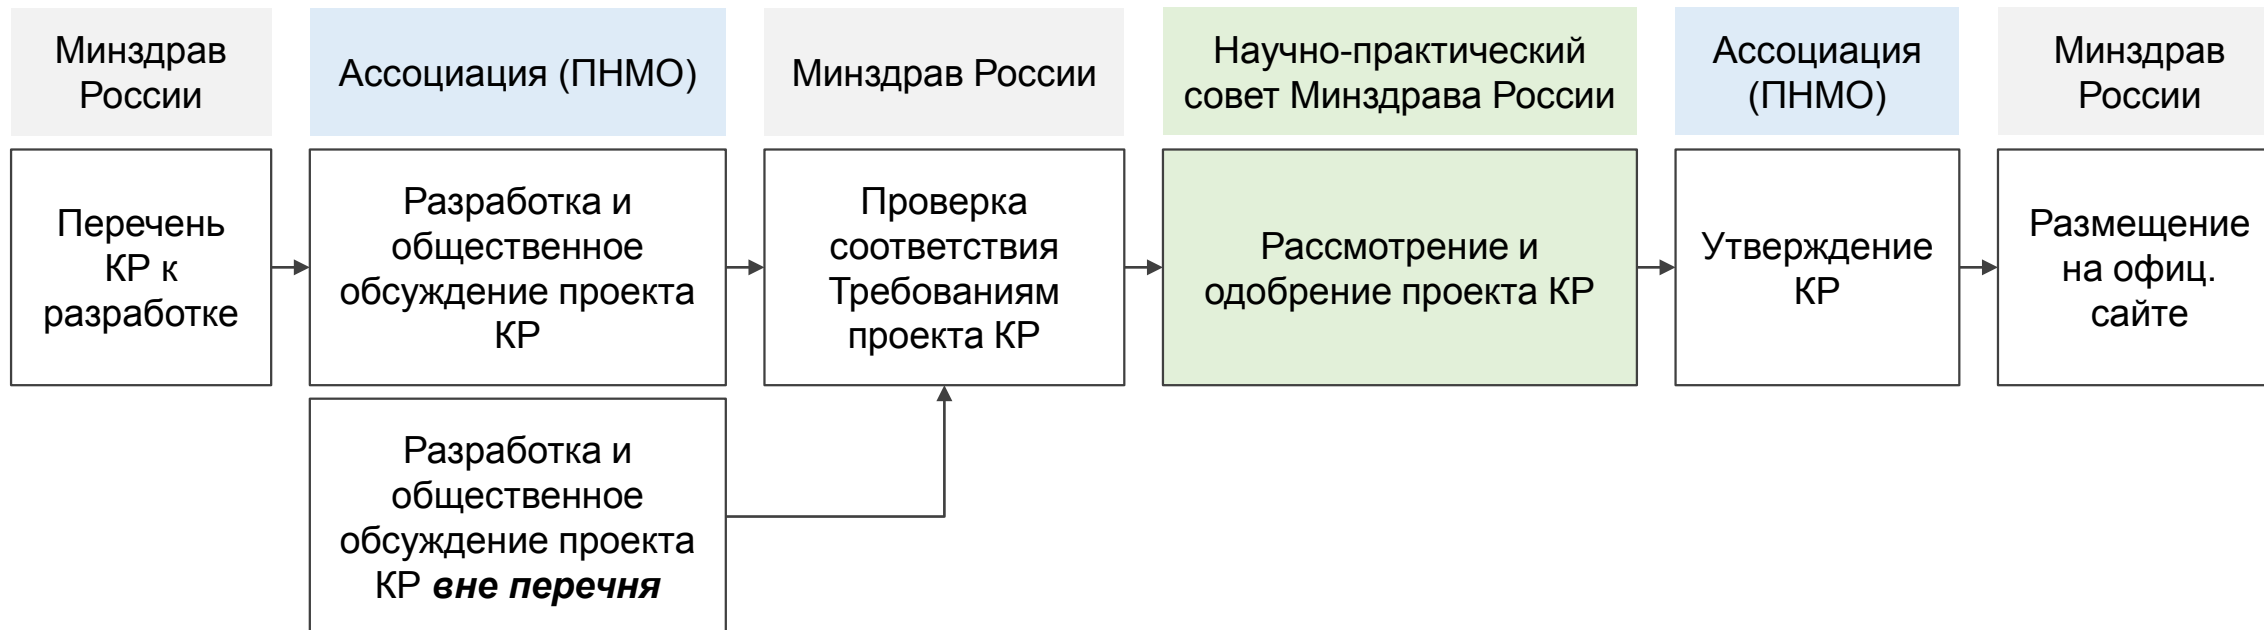 Минздрав
России
Ассоциация (ПНМО)
Минздрав России
Научно-практический
совет Минздрава России
Ассоциация
(ПНМО)
Минздрав
России
Перечень
КР к
разработке
Разработка и
общественное
обсуждение проекта
КР
Проверка
соответствия
Требованиям
проекта КР
Рассмотрение и
одобрение проекта КР
Утверждение
КР
Размещение
на офиц.
сайте
Разработка и
общественное
обсуждение проекта
КР вне перечня